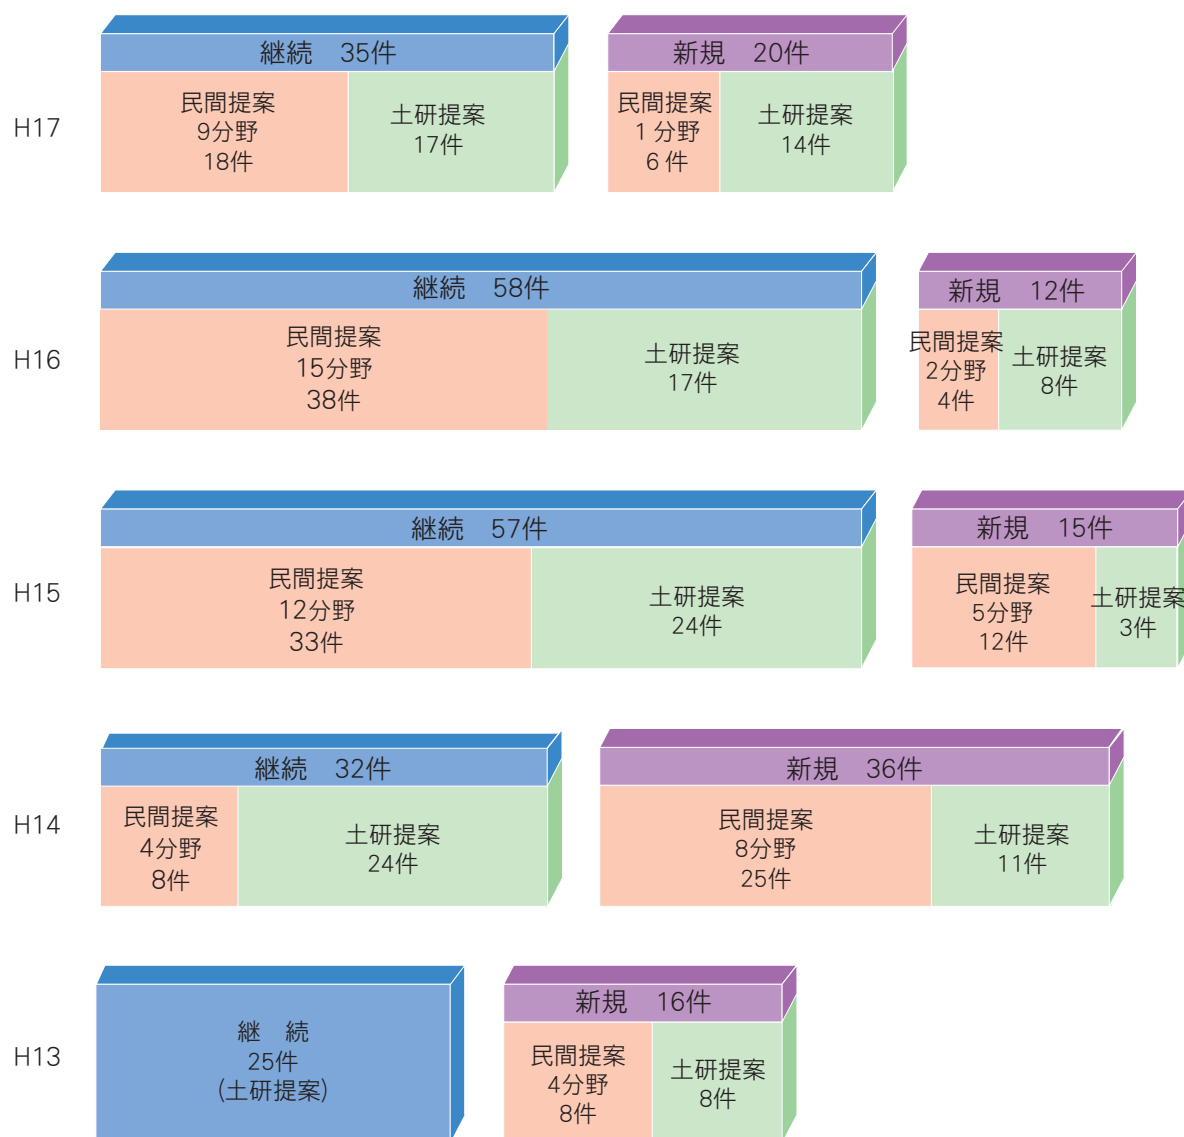 H17
継続 35件
民間提案
9分野
18件
土研提案
17件
新規 20件
民間提案
1分野
6件
土研提案
14件
H16
継続 58件
民間提案
15分野
38件
土研提案
17件
新規 12件
民間提案
2分野
4件
土研提案
8件
H15
継続 57件
民間提案
12分野
33件
土研提案
24件
新規 15件
民間提案
5分野
12件
土研提案
3件
H14
継続 32件
民間提案
4分野
8件
土研提案
24件
新規 36件
民間提案
8分野
25件
土研提案
11件
H13
継 続
25件
(土研提案)
新規 16件
民間提案
4分野
8件
土研提案
8件